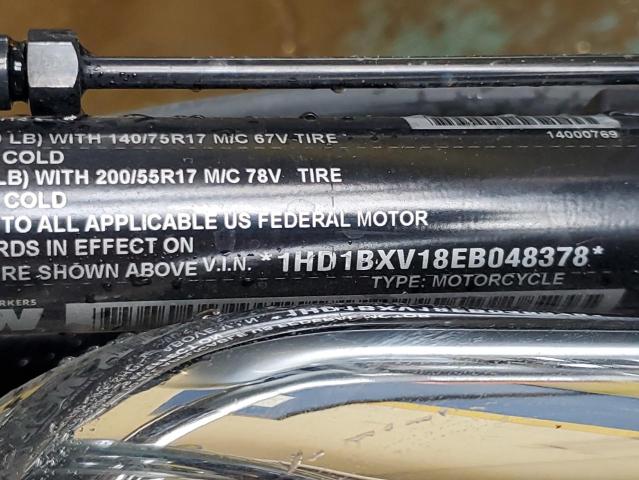 LB) WITH 140/75R17 M/C 67V TIRE
14000769
COLD
LB) WITH 200/55R17 M/C 78V TIRE
COLD
TO ALL APPLICABLE US FEDERAL MOTOR
RDS IN EFFECT ON
RE SHOWN ABOVE V.I.N. *1HD1BXV18EB048378*
TYPE: MOTORCYCLE
RKERS